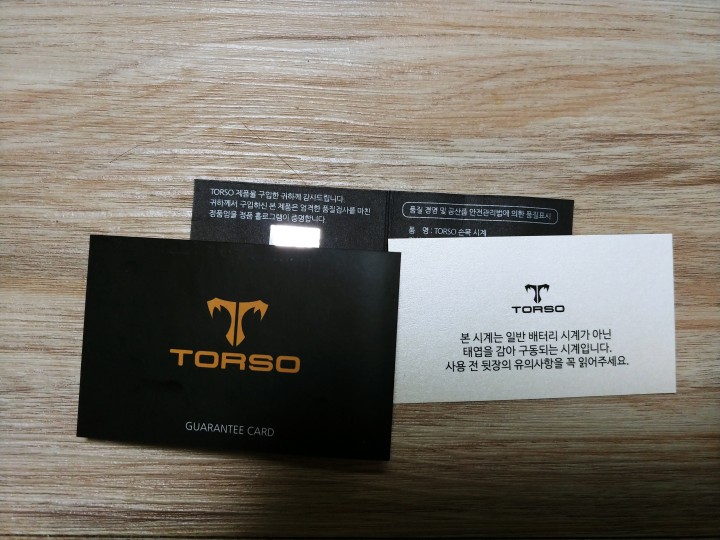 TORSO 제품을 구입한 귀하께 감사드립니다.
귀하께서 구입하신 본 제품은 엄격한 품질검사를 마친
정품임을 정품 홀로그램이 증명합니다.
품질 경영 및 공산품 안전관리법에 의한 품질표시
품 명 : TORSO 손목 시계
TORSO
GUARANTEE CARD
TORSO
본 시계는 일반 배터리 시계가 아닌
태엽을 감아 구동되는 시계입니다.
사용 전 뒷장의 유의사항을 꼭 읽어주세요.